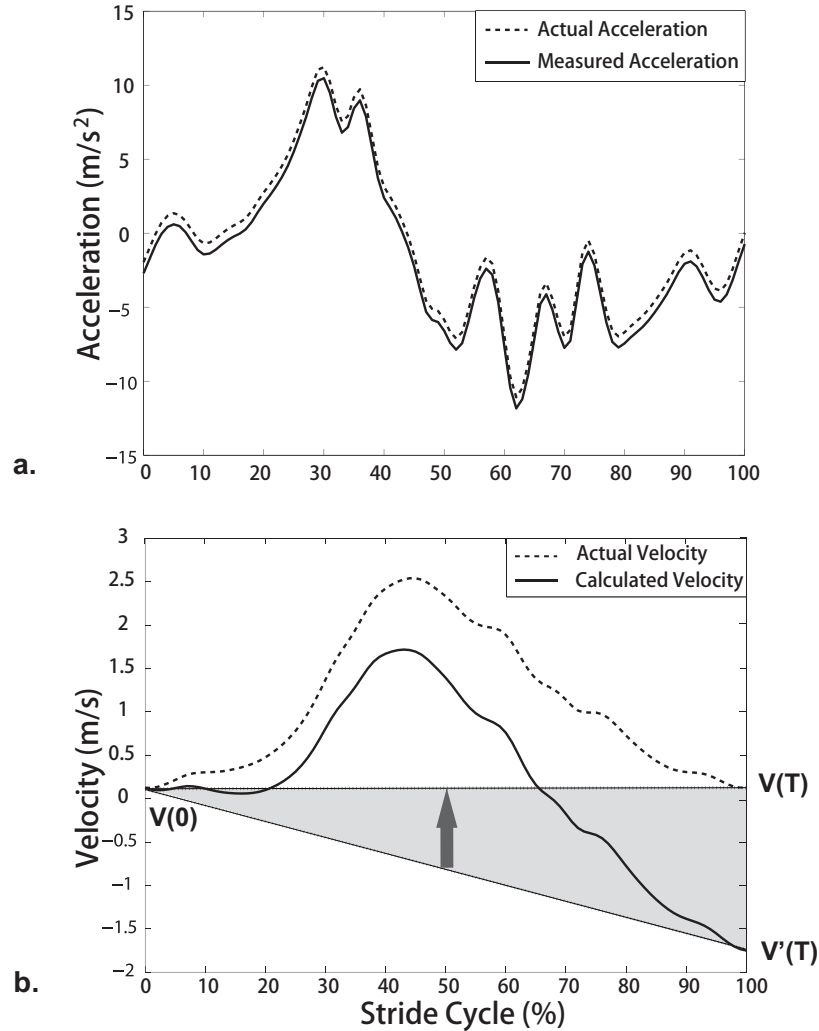 15
10
5
0
−5
−10
−15
Acceleration (m/s²)
Actual Acceleration
Measured Acceleration
0 10 20 30 40 50 60 70 80 90 100
a.
3
2.5
2
1.5
1
0.5
0
−0.5
−1
−1.5
−2
Velocity (m/s)
Actual Velocity
Calculated Velocity
V(0)
V(T)
V’(T)
0 10 20 30 40 50 60 70 80 90 100
Stride Cycle (%)
b.